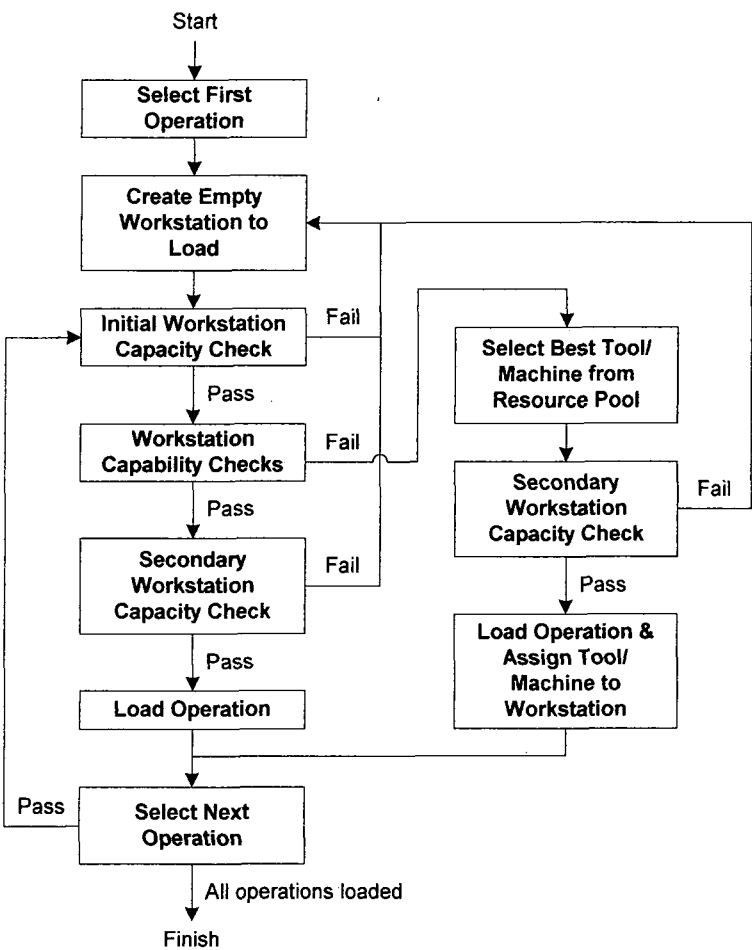 Start
Select First
Operation
Create Empty
Workstation to
Load
Initial Workstation
Capacity Check
Fail
Pass
Workstation
Capability Checks
Fail
Pass
Secondary
Workstation
Capacity Check
Fail
Pass
Load Operation
Select Best Tool/
Machine from
Resource Pool
Secondary
Workstation
Capacity Check
Fail
Pass
Load Operation &
Assign Tool/
Machine to
Workstation
Select Next
Operation
Pass
All operations loaded
Finish